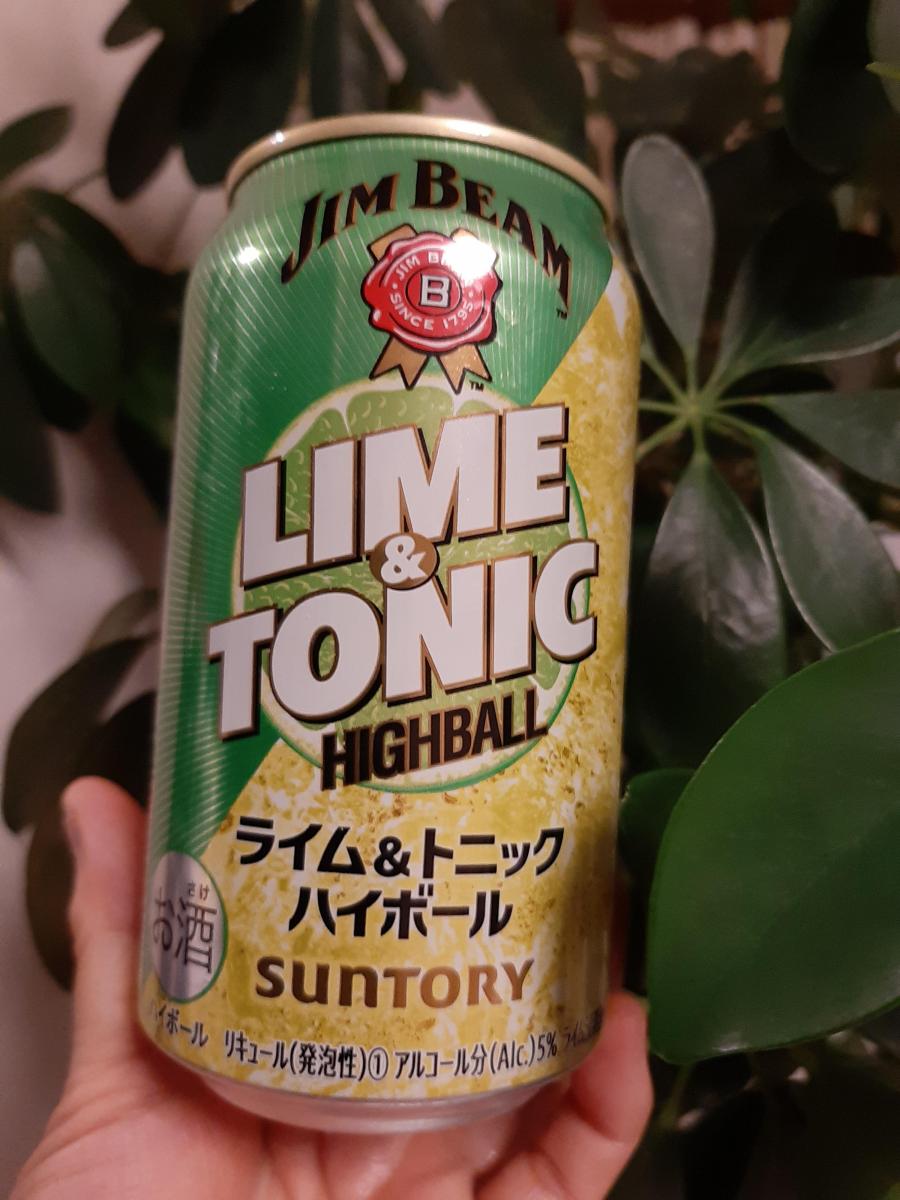 JIM BEAM
TM
JIM BEAM
B
SINCE 1795
TM
LIME
&
TONIC
HIGHBALL
ライム&トニック
ハイボール
さけ
お酒
SUNTORY
ハイボール リキュール(発泡性)① アルコール分(Alc.)5%